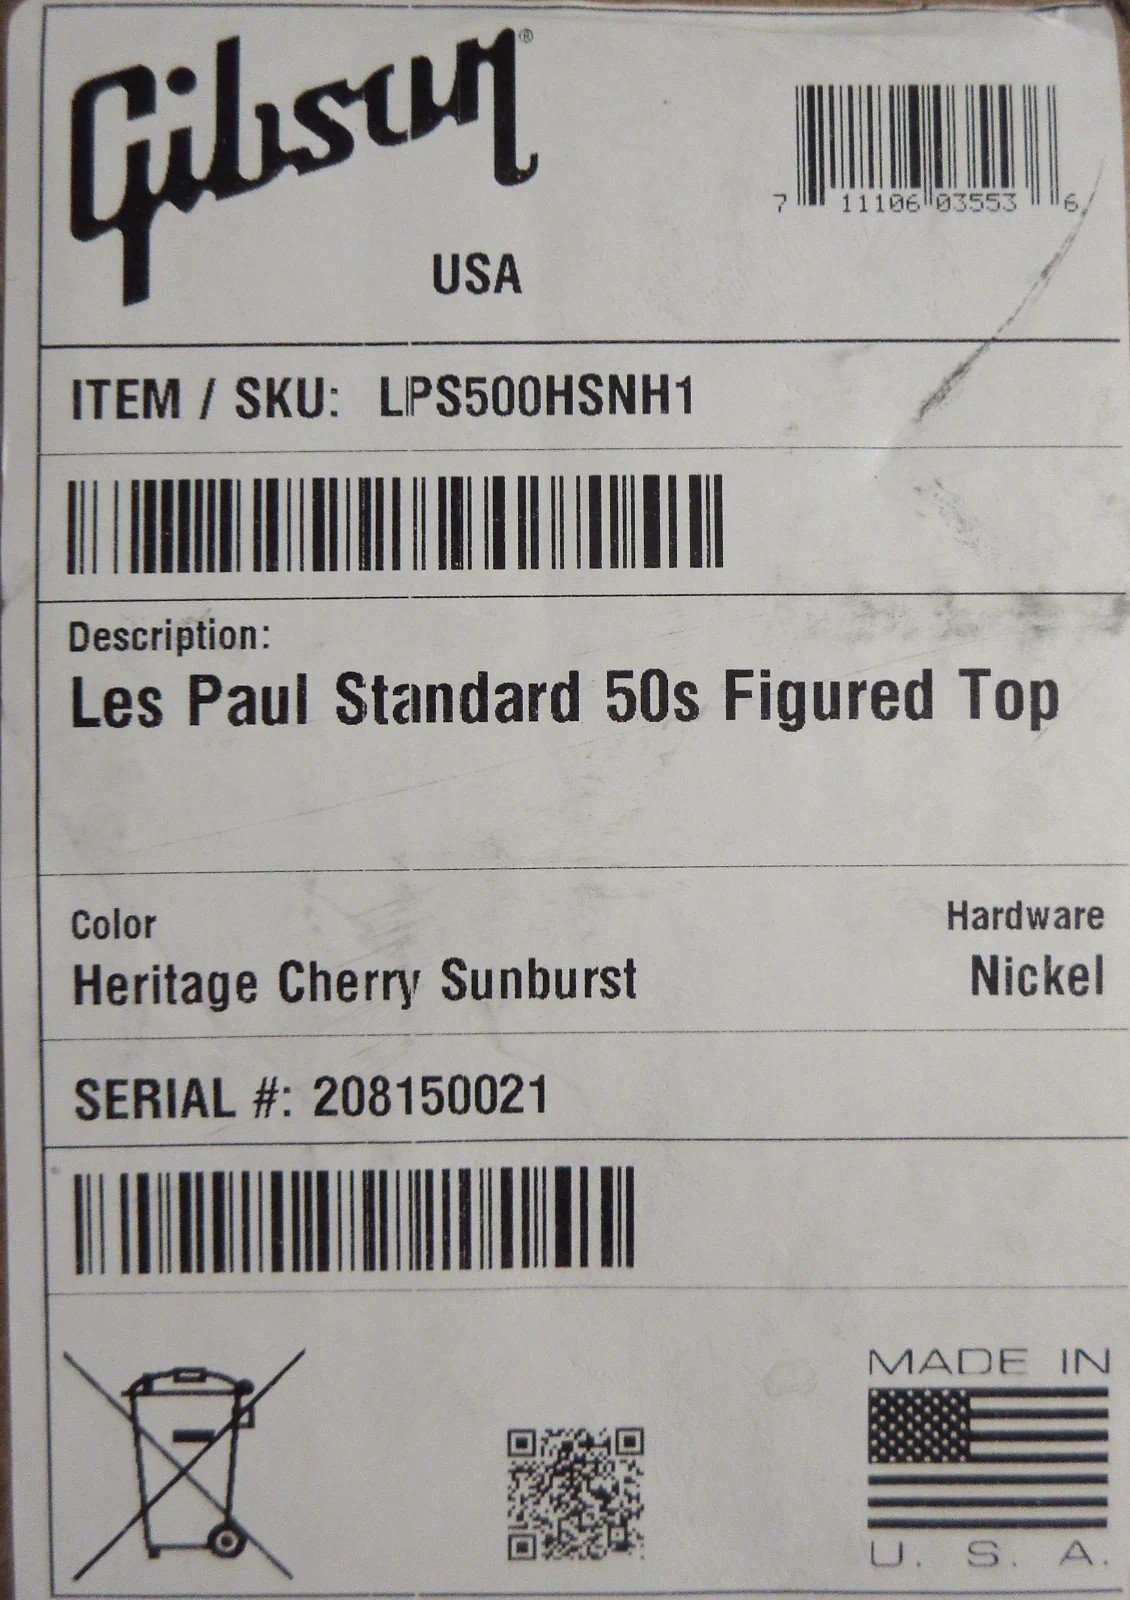 Gibson®
USA
7 11106 03553 6
ITEM / SKU: LPS500HSNH1
Description:
Les Paul Standard 50s Figured Top
Color
Hardware
Heritage Cherry Sunburst
Nickel
SERIAL #: 208150021
MADE IN
U. S. A.